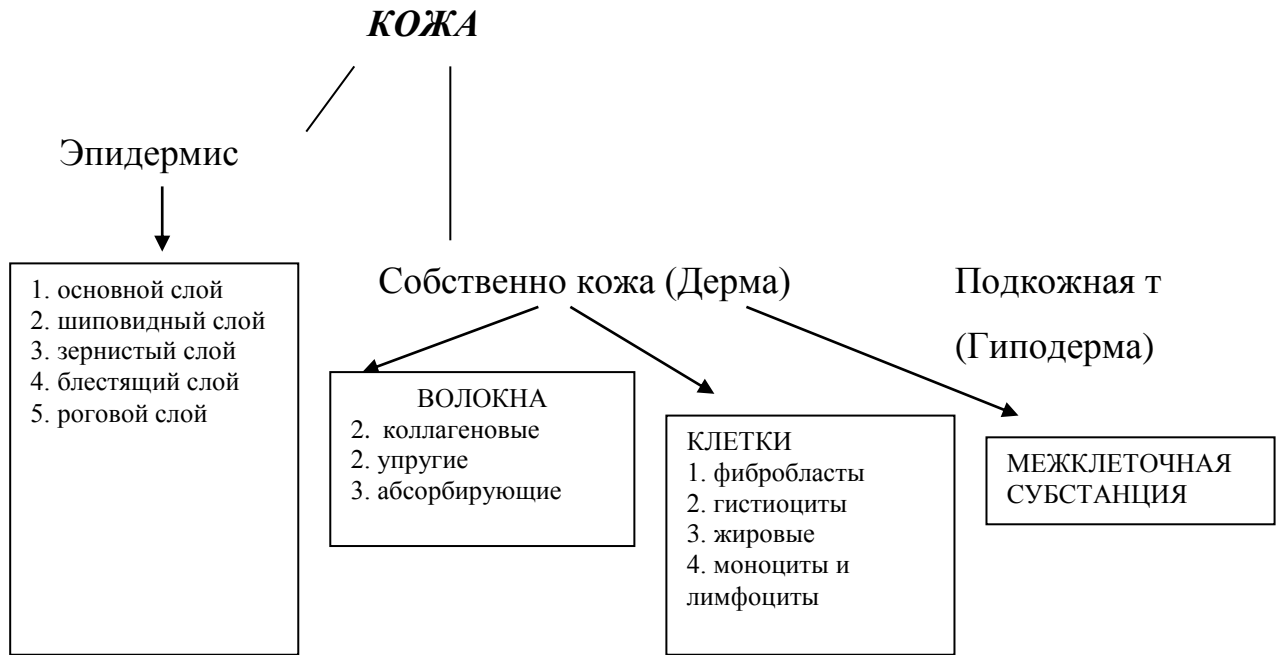 КОЖА
Эпидермис
1. основной слой
2. шиповидный слой
3. зернистый слой
4. блестящий слой
5. роговой слой
Собственно кожа (Дерма)
ВОЛОКНА
2. коллагеновые
2. упругие
3. абсорбирующие
КЛЕТКИ
1. фибробласты
2. гистиоциты
3. жировые
4. моноциты и
лимфоциты
Подкожная т
(Гиподерма)
МЕЖКЛЕТОЧНАЯ
СУБСТАНЦИЯ